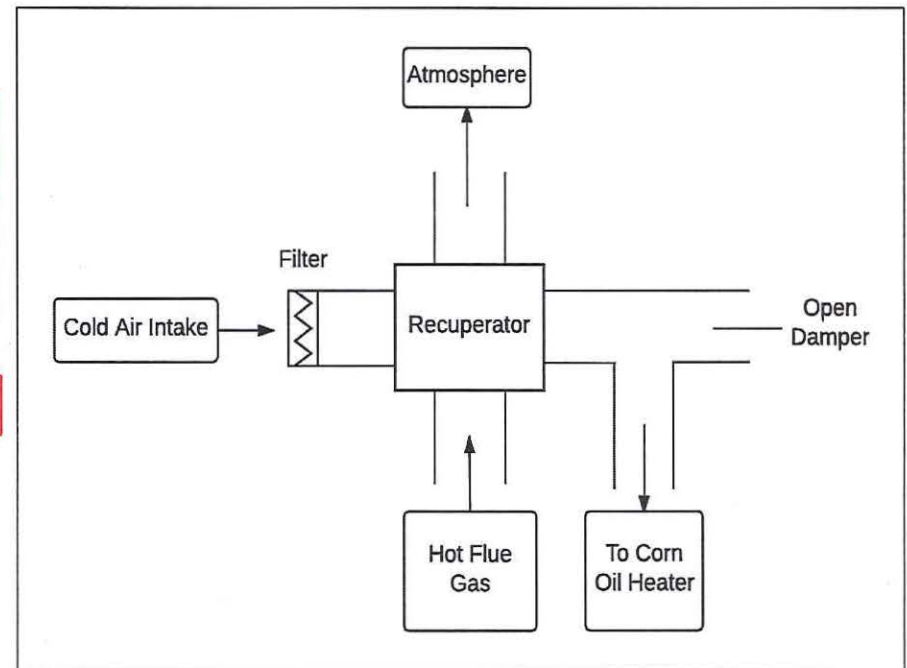 Atmosphere
Filter
Cold Air Intake
Recuperator
Open
Damper
Hot Flue
Gas
To Corn
Oil Heater